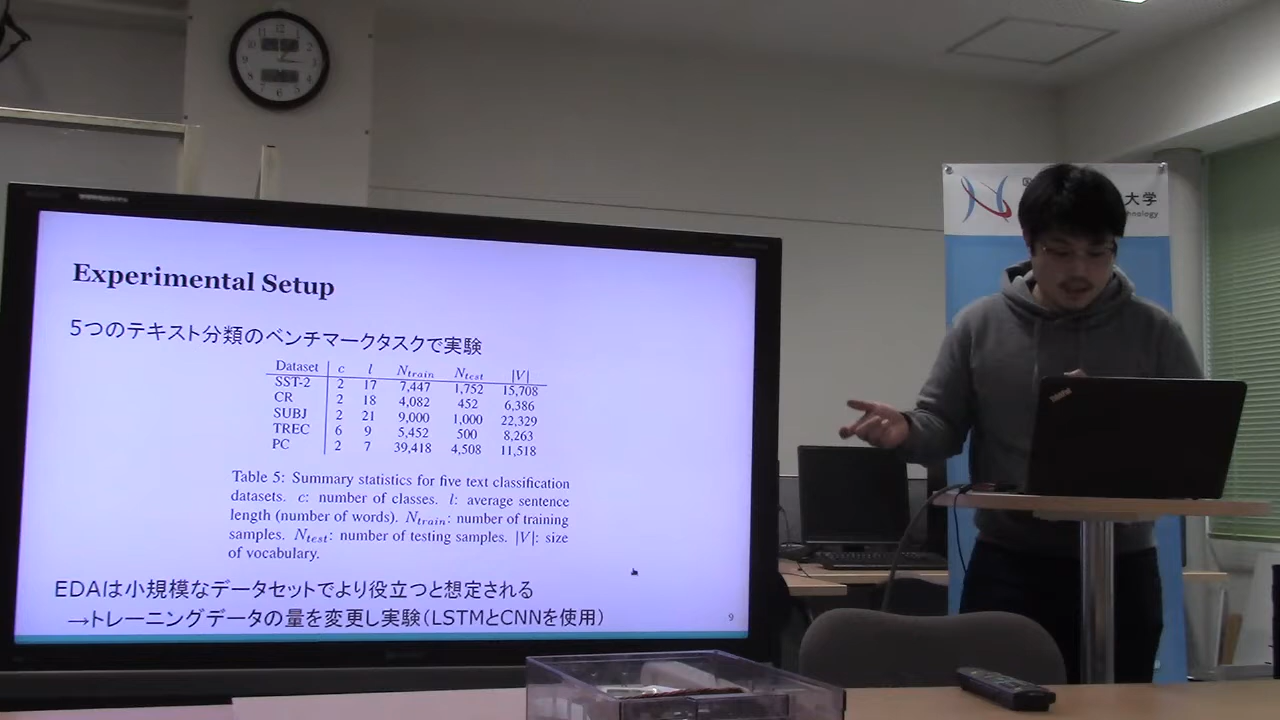 Experimental Setup
5つのテキスト分類のベンチマークタスクで実験
Dataset c l Ntrain Ntest |V|
SST-2 2 17 7,447 1,752 15,708
CR 2 18 4,082 452 6,386
SUBJ 2 21 9,000 1,000 22,329
TREC 6 9 5,452 500 8,263
PC 2 7 39,418 4,508 11,518
Table 5: Summary statistics for five text classification
datasets. c: number of classes. l: average sentence
length (number of words). Ntrain: number of training
samples. Ntest: number of testing samples. |V|: size
of vocabulary.
EDAは小規模なデータセットでより役立つと想定される
→トレーニングデータの量を変更し実験(LSTMとCNNを使用)
9
大学
ThinkPad